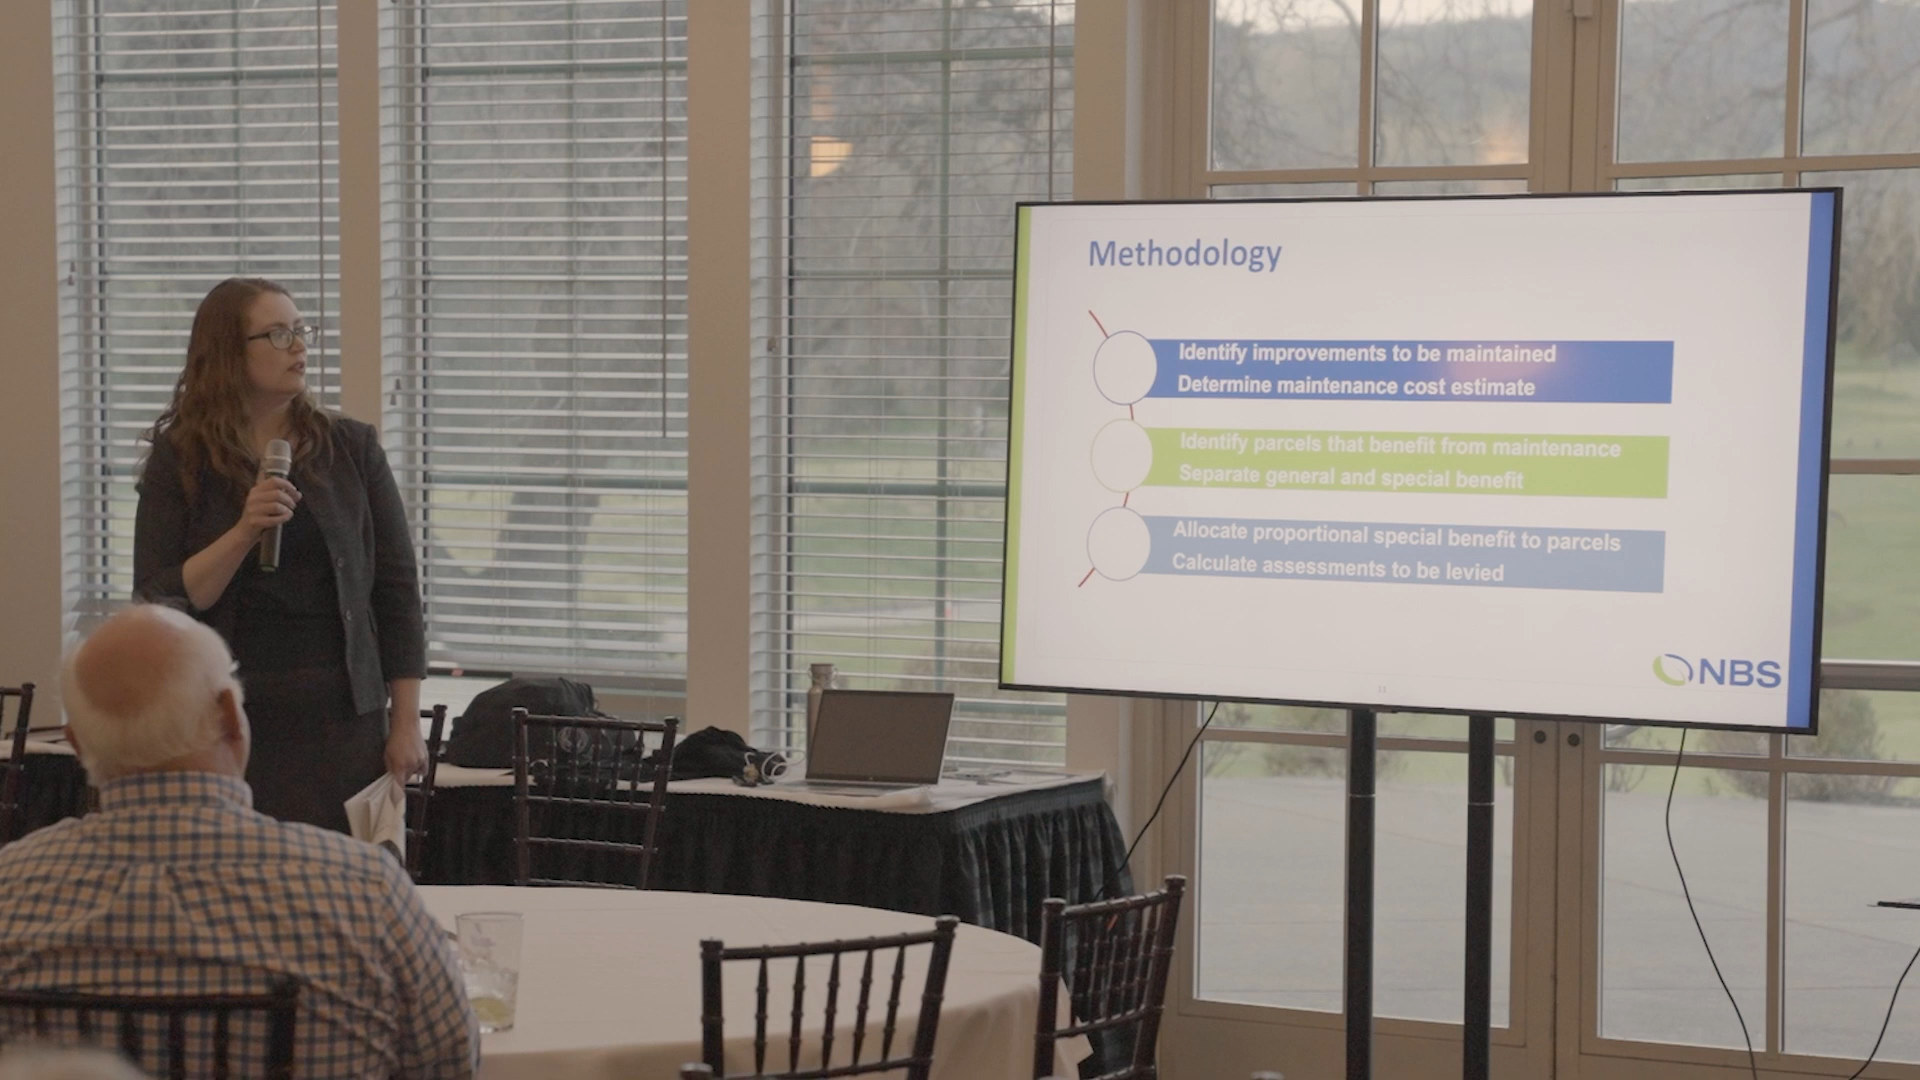 Methodology
Identify improvements to be maintained
Determine maintenance cost estimate
Identify parcels that benefit from maintenance
Separate general and special benefit
Allocate proportional special benefit to parcels
Calculate assessments to be levied
NBS
11